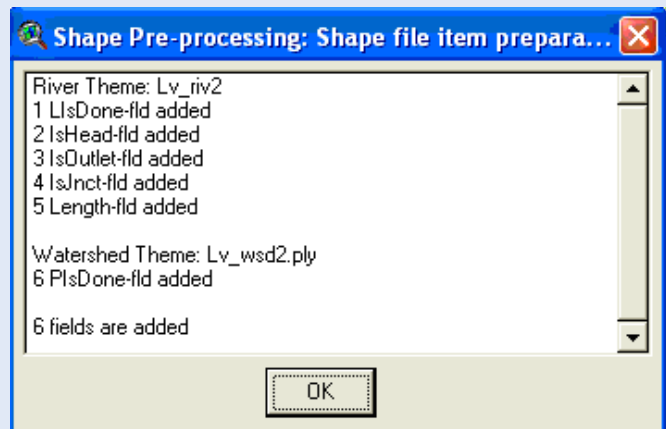 Shape Pre-processing: Shape file item prepara...
River Theme: Lv_riv2
1 LIsDone-fld added
2 IsHead-fld added
3 IsOutlet-fld added
4 IsJnct-fld added
5 Length-fld added
Watershed Theme: Lv_wsd2.ply
6 PIsDone-fld added
6 fields are added
OK